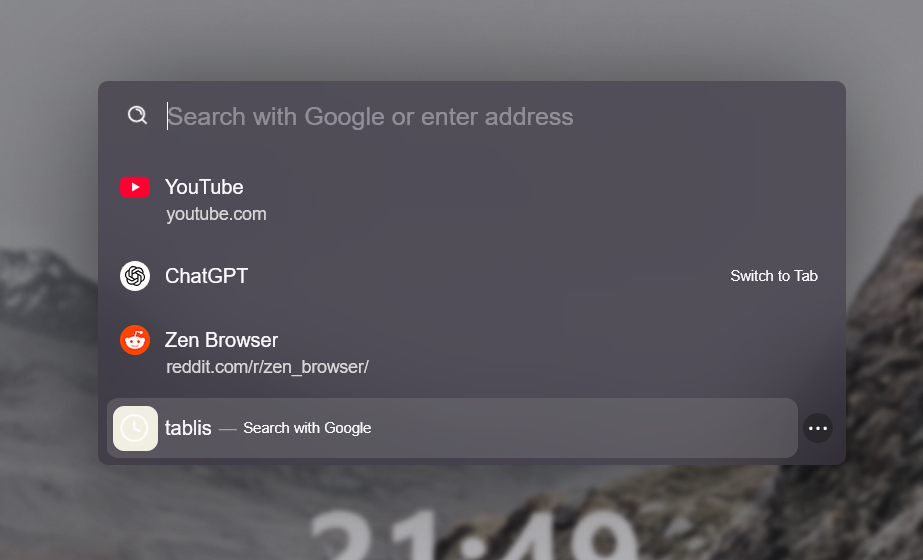 Search with Google or enter address
YouTube
youtube.com
ChatGPT
Switch to Tab
Zen Browser
reddit.com/r/zen_browser/
tablis — Search with Google
21:49